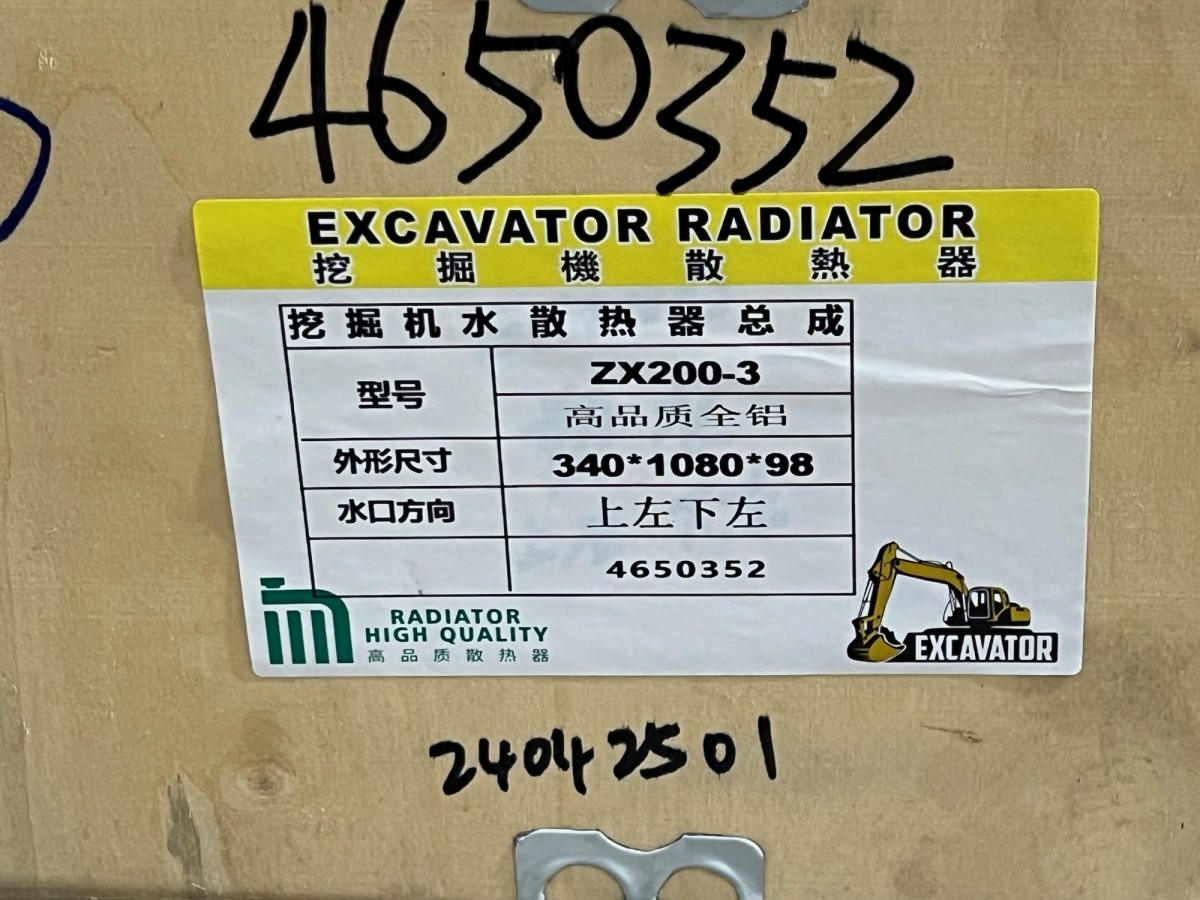 4650352
EXCAVATOR RADIATOR
挖掘機散熱器
挖掘机水散热器总成
型号
ZX200-3
高品质全铝
外形尺寸 340*1080*98
水口方向 上左下左
4650352
RADIATOR
HIGH QUALITY
高品质散热器
EXCAVATOR
24042501